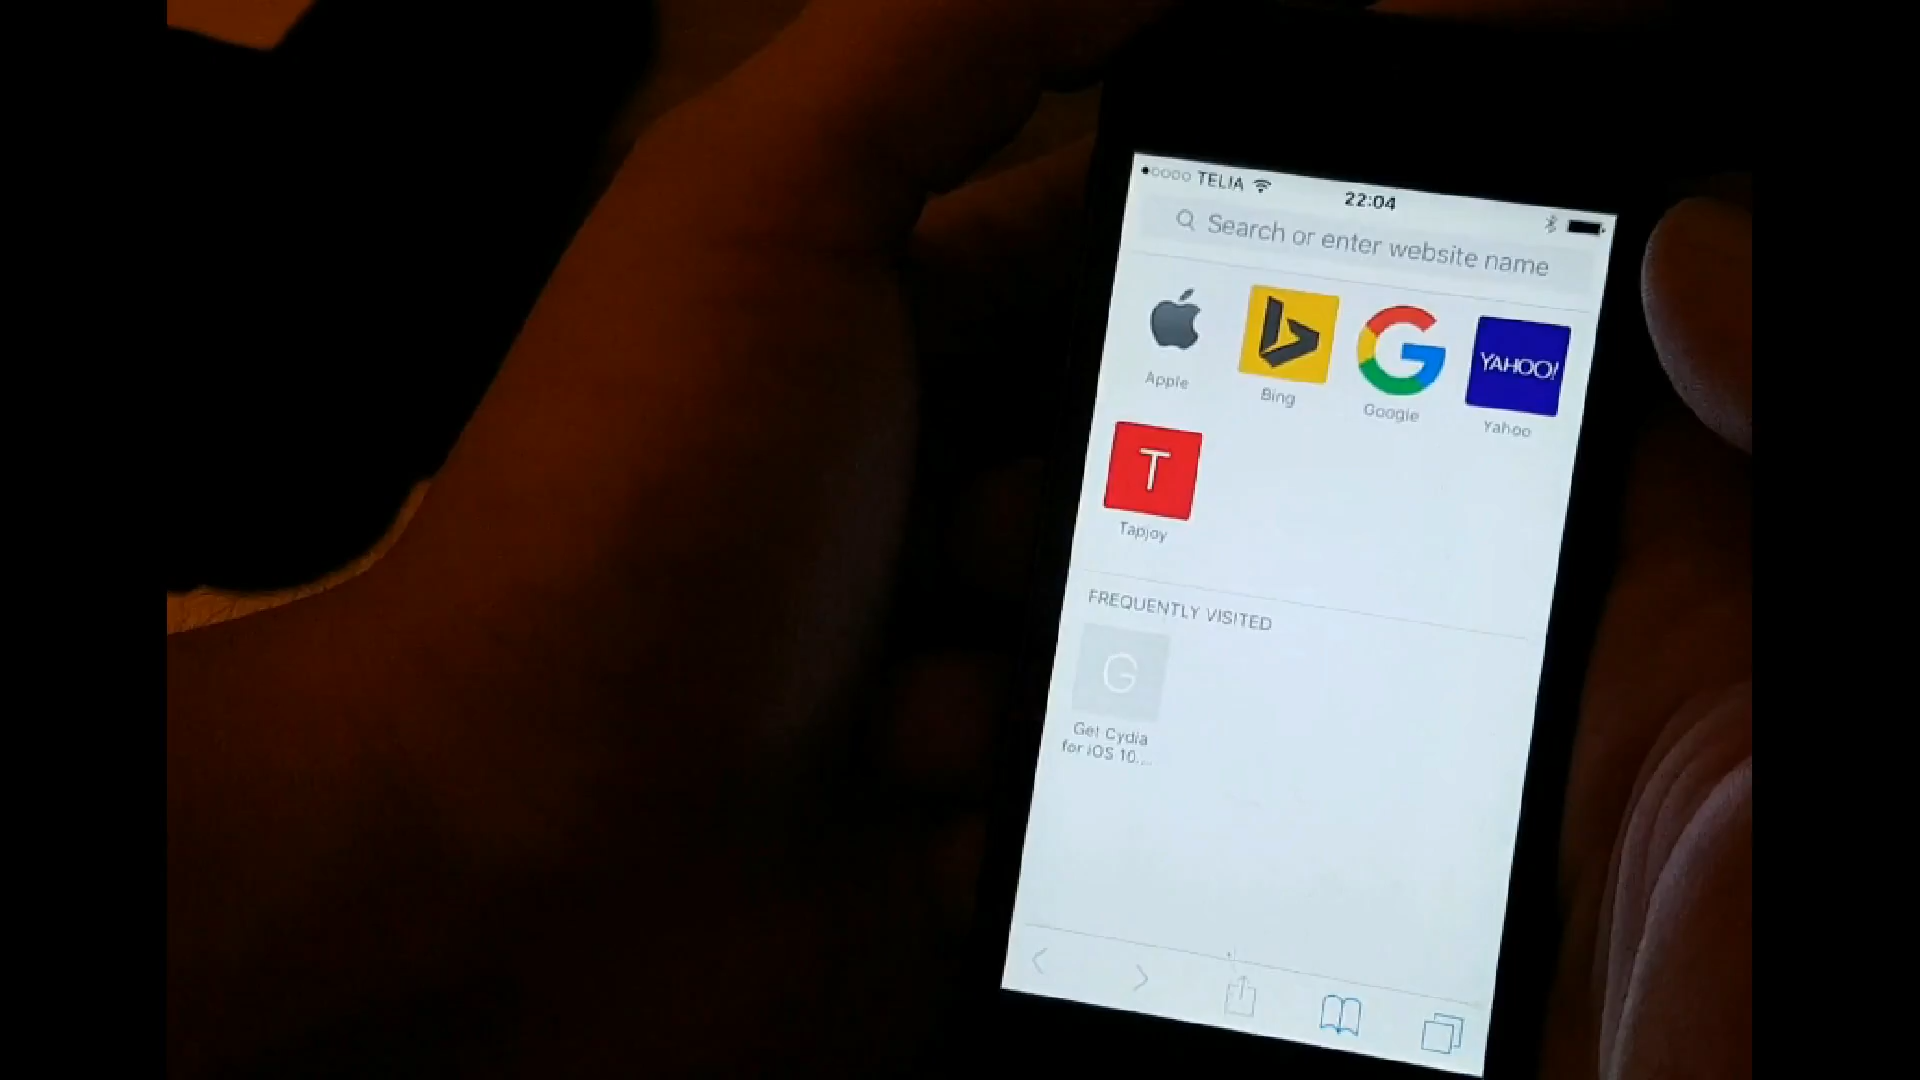 TELIA
22:04
Search or enter website name
Apple
Bing
Google
YAHOO!
Yahoo
T
Tapjoy
FREQUENTLY VISITED
G
Get Cydia
for iOS 10....